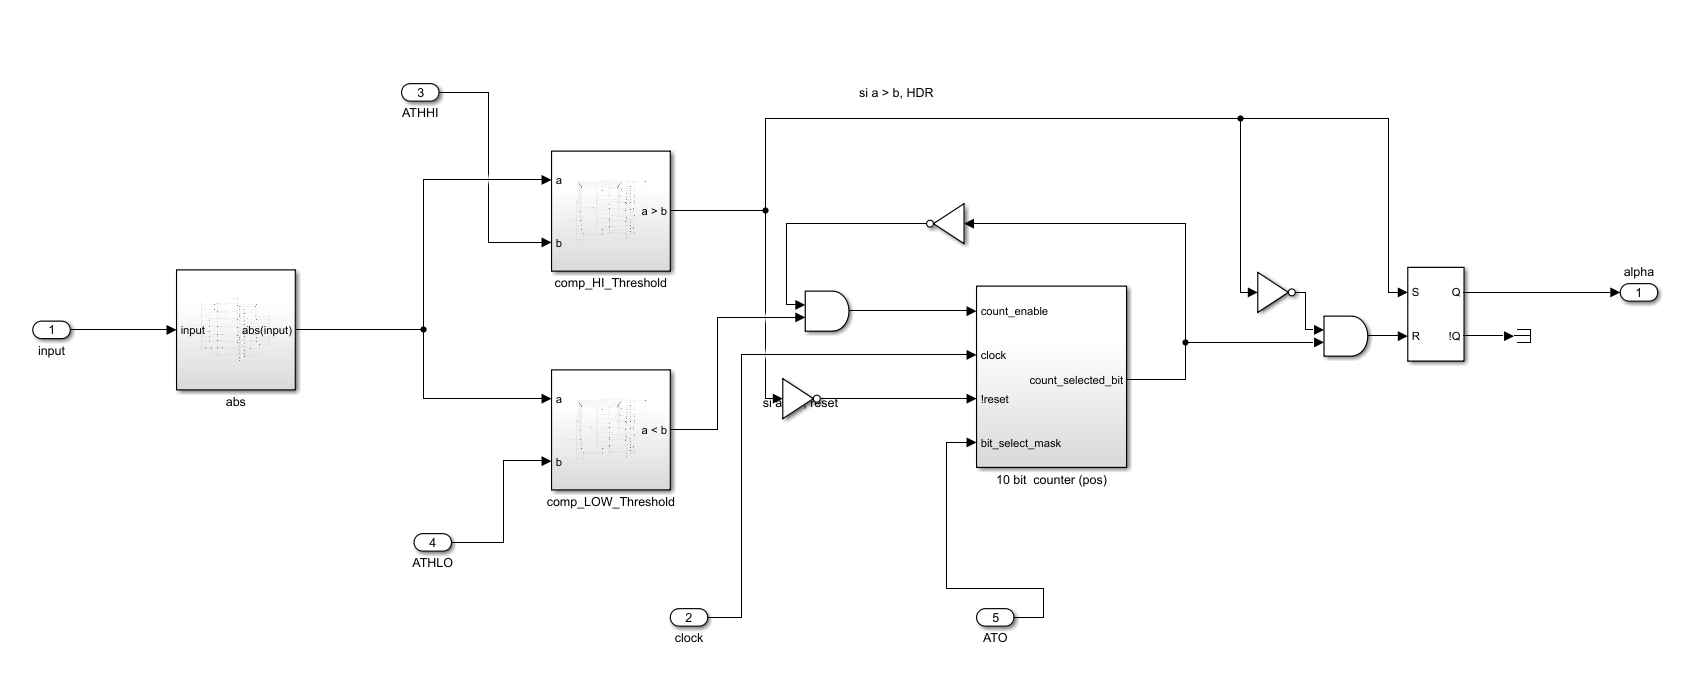 3
ATHHI
si a > b, HDR
a
b
a > b
comp_HI_Threshold
1
input
input
abs(input)
abs
a
b
a < b
comp_LOW_Threshold
4
ATHLO
2
clock
si a reset
count_enable
clock
!reset
bit_select_mask
count_selected_bit
10 bit counter (pos)
5
ATO
S
R
Q
!Q
alpha
1